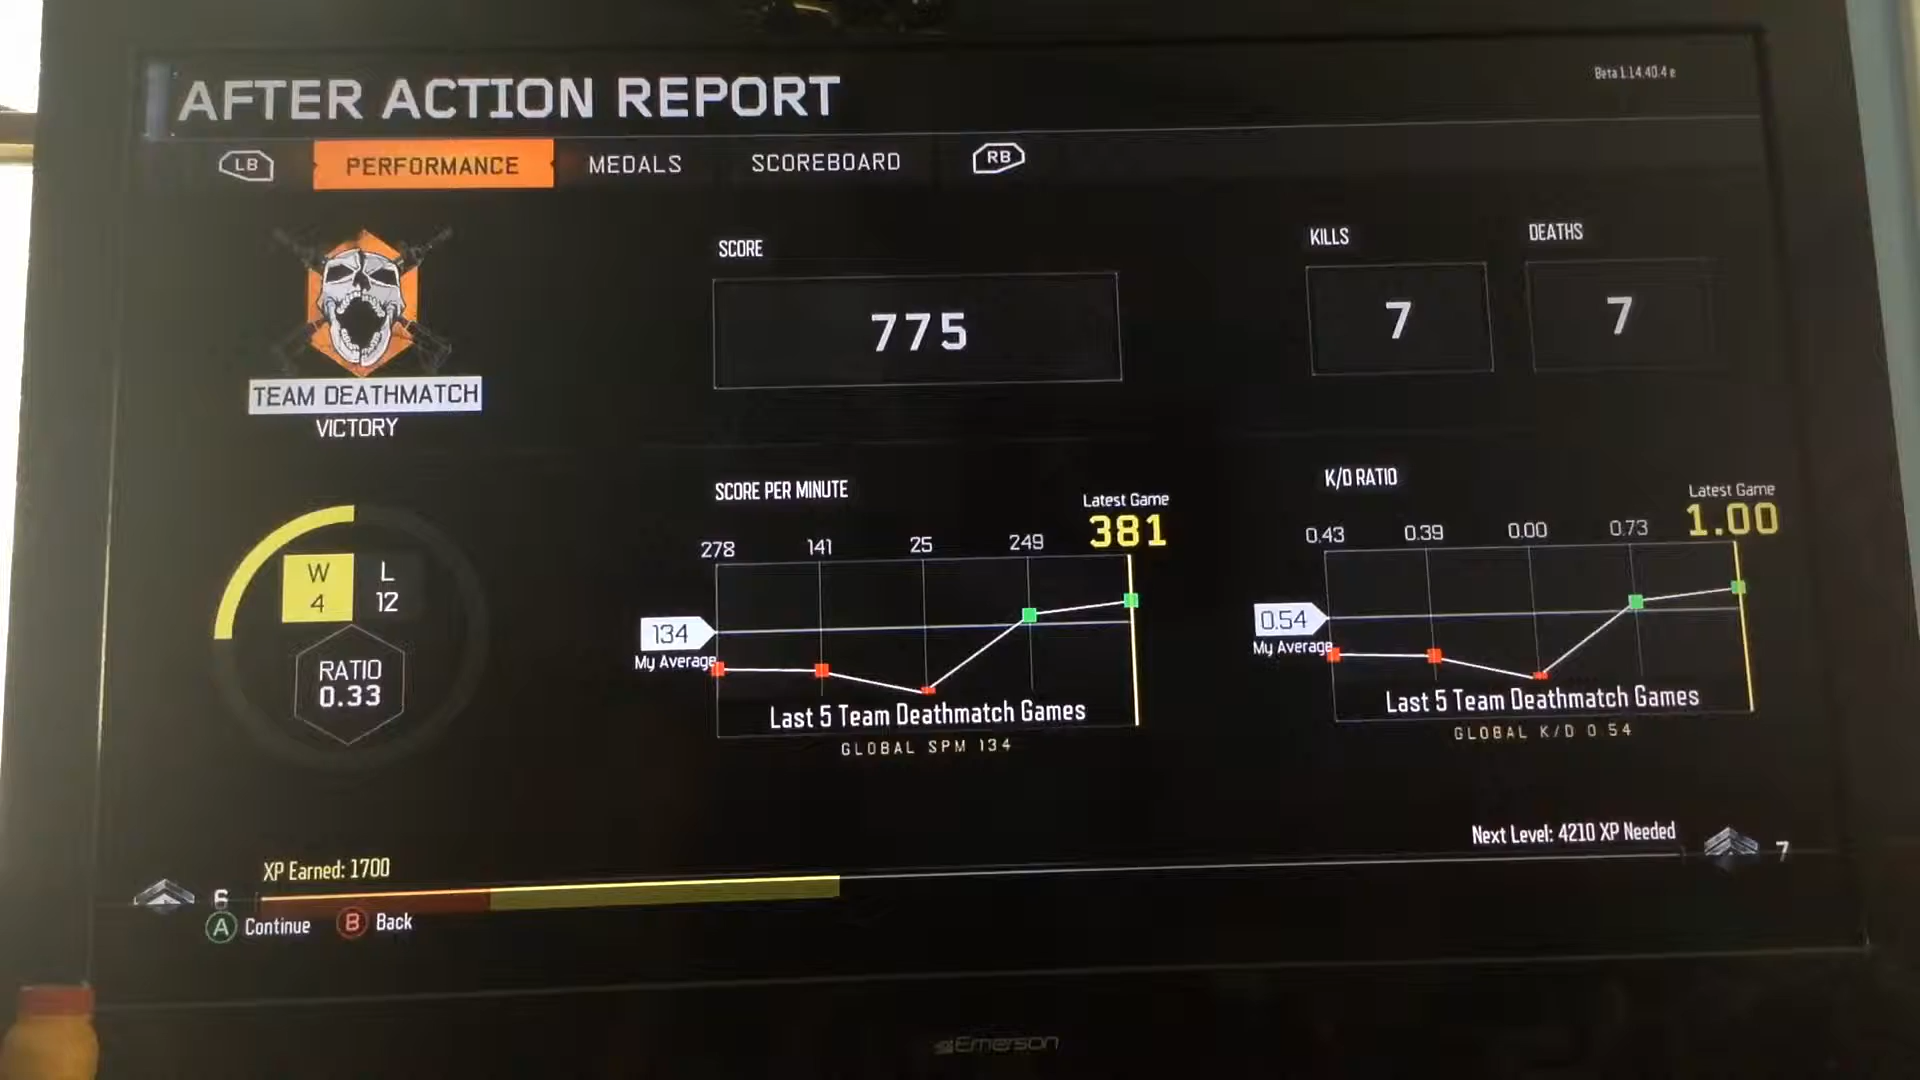 AFTER ACTION REPORT
Beta 1.14.40.4 e
LB PERFORMANCE MEDALS SCOREBOARD RB
TEAM DEATHMATCH
VICTORY
SCORE
775
KILLS
7
DEATHS
7
W
4
L
12
RATIO
0.33
SCORE PER MINUTE
Latest Game
278 141 25 249 381
134
My Average
Last 5 Team Deathmatch Games
GLOBAL SPM 134
K/D RATIO
Latest Game
0.43 0.39 0.00 0.73 1.00
0.54
My Average
Last 5 Team Deathmatch Games
GLOBAL K/D 0.54
XP Earned: 1700
Next Level: 4210 XP Needed
6
7
A Continue B Back
Emerson